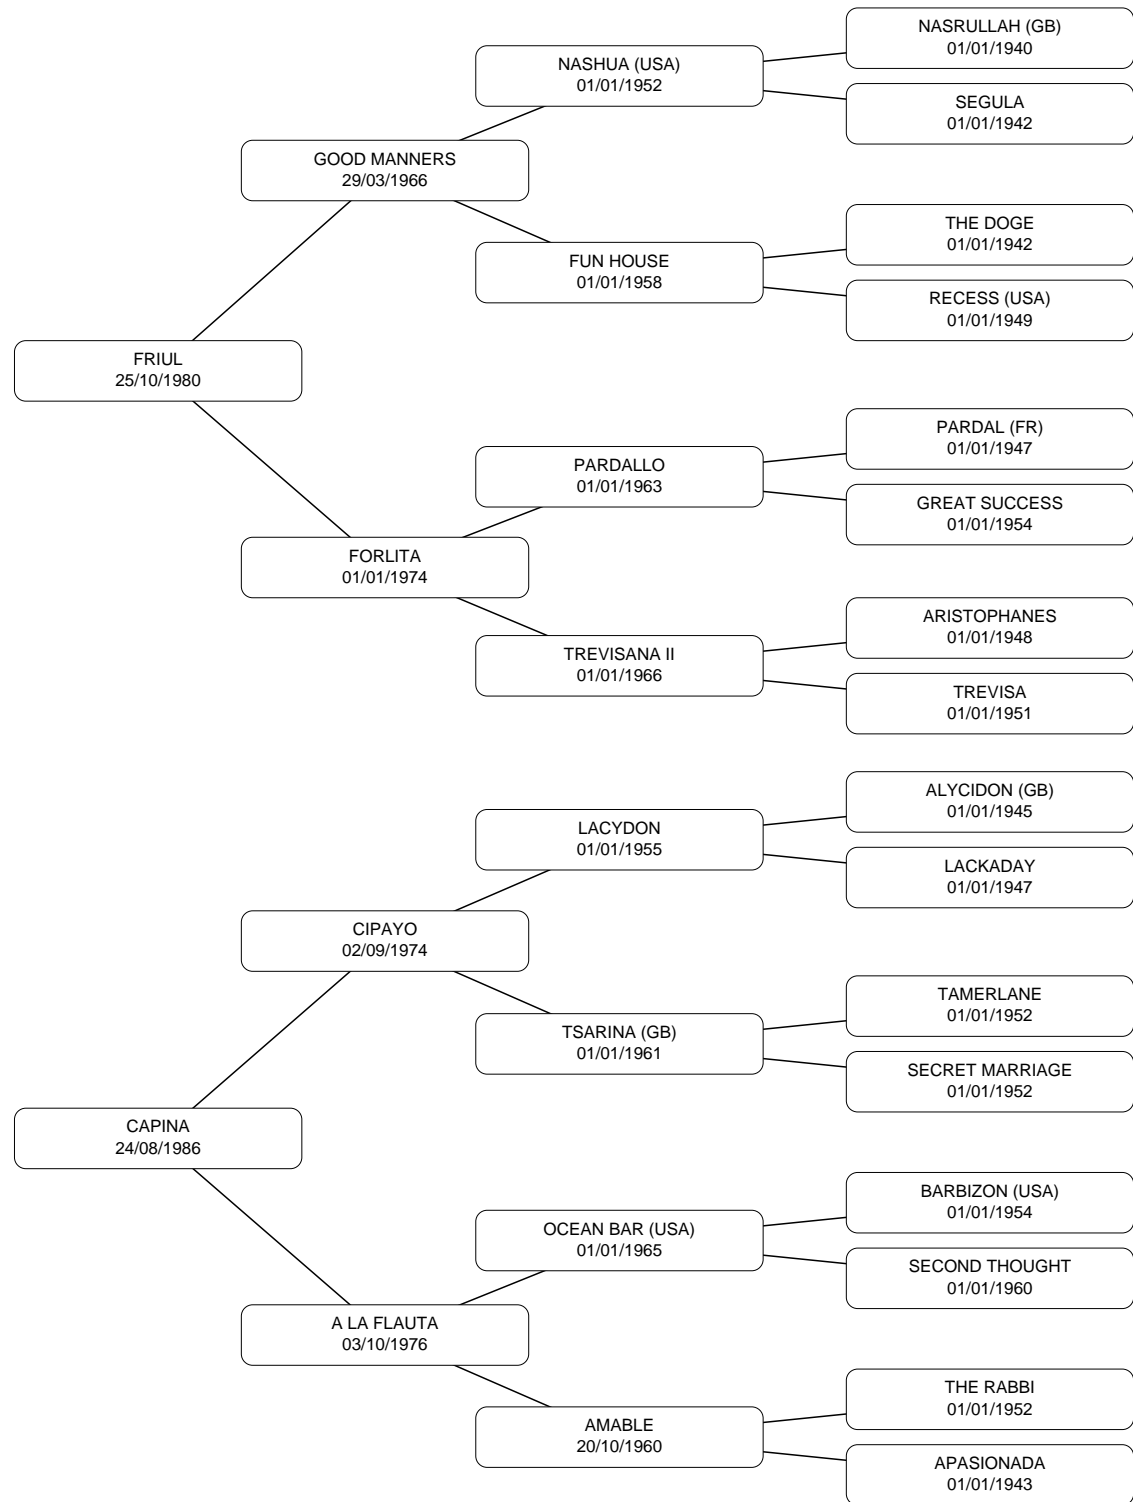 NASRULLAH (GB)
01/01/1940
NASHUA (USA)
01/01/1952
SEGULA
01/01/1942
GOOD MANNERS
29/03/1966
THE DOGE
01/01/1942
FUN HOUSE
01/01/1958
RECESS (USA)
01/01/1949
FRIUL
25/10/1980
PARDAL (FR)
01/01/1947
PARDALLO
01/01/1963
GREAT SUCCESS
01/01/1954
FORLITA
01/01/1974
ARISTOPHANES
01/01/1948
TREVISANA II
01/01/1966
TREVISA
01/01/1951
ALYCIDON (GB)
01/01/1945
LACYDON
01/01/1955
LACKADAY
01/01/1947
CIPAYO
02/09/1974
TAMERLANE
01/01/1952
TSARINA (GB)
01/01/1961
SECRET MARRIAGE
01/01/1952
CAPINA
24/08/1986
BARBIZON (USA)
01/01/1954
OCEAN BAR (USA)
01/01/1965
SECOND THOUGHT
01/01/1960
A LA FLAUTA
03/10/1976
THE RABBI
01/01/1952
AMABLE
20/10/1960
APASIONADA
01/01/1943